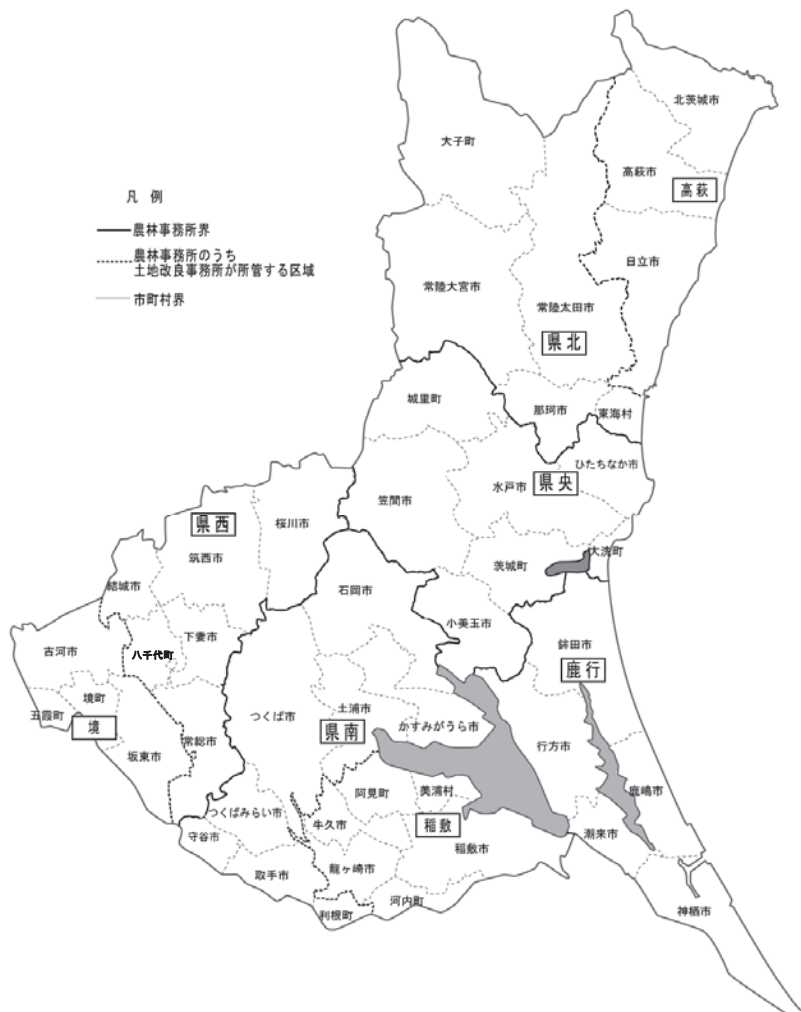 北茨城市
大子町
高萩市
高萩
凡 例
農林事務所界
農林事務所のうち
土地改良事務所が所管する区域
市町村界
日立市
常陸大宮市
常陸太田市
県北
城里町
那珂市
東海村
ひたちなか市
水戸市
県央
笠間市
県西
桜川市
筑西市
茨城町
大洗町
結城市
石岡市
小美玉市
古河市
八千代町
下妻市
鉾田市
鹿行
境町
五霞町
境
つくば市
土浦市
県南
かすみがうら市
行方市
坂東市
常総市
阿見町
美浦村
鹿嶋市
つくばみらい市
牛久市
稲敷
潮来市
守谷市
稲敷市
取手市
龍ヶ崎市
河内町
利根町
神栖市